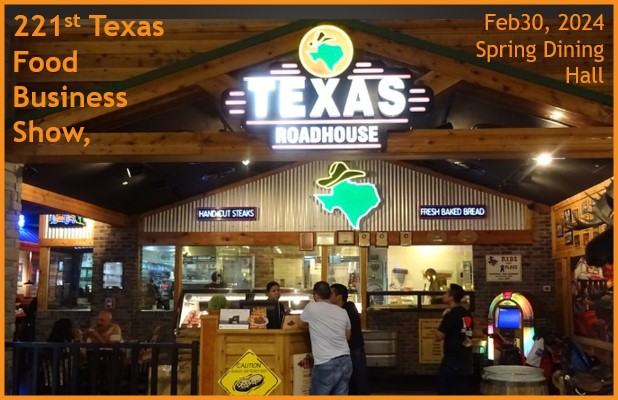 221st Texas
Food
Business
Show,
Feb30, 2024
Spring Dining
Hall
TEXAS
ROADHOUSE
HAND-CUT STEAKS
FRESH BAKED BREAD
RIBS
CAUTION